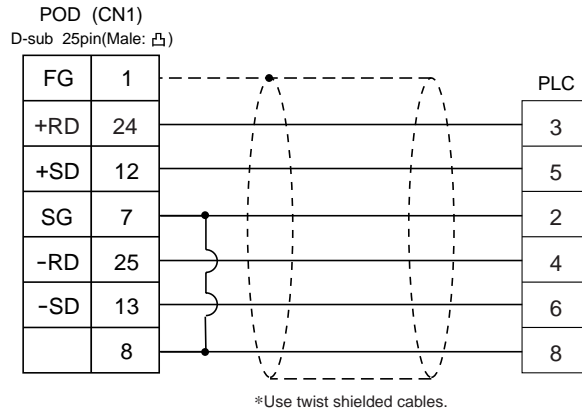 POD (CN1)
D-sub 25pin(Male: 凸)
PLC
FG 1
+RD 24 3
+SD 12 5
SG 7 2
-RD 25 4
-SD 13 6
8 8
*Use twist shielded cables.